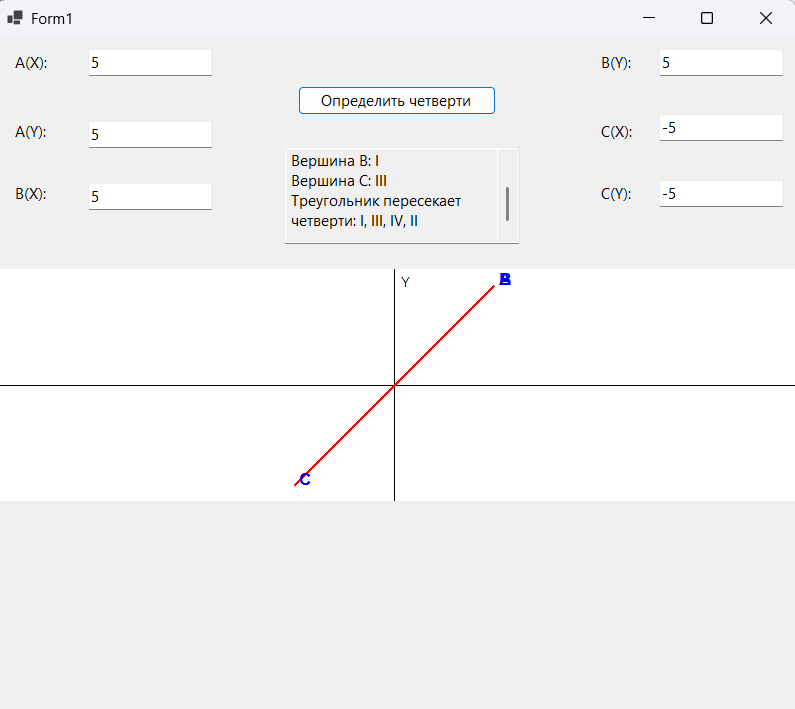 Form1
A(X):
5
B(Y):
5
Определить четверти
A(Y):
5
C(X):
-5
B(X):
5
C(Y):
-5
Вершина B: I
Вершина C: III
Треугольник пересекает
четверти: I, III, IV, II
Y
B
C